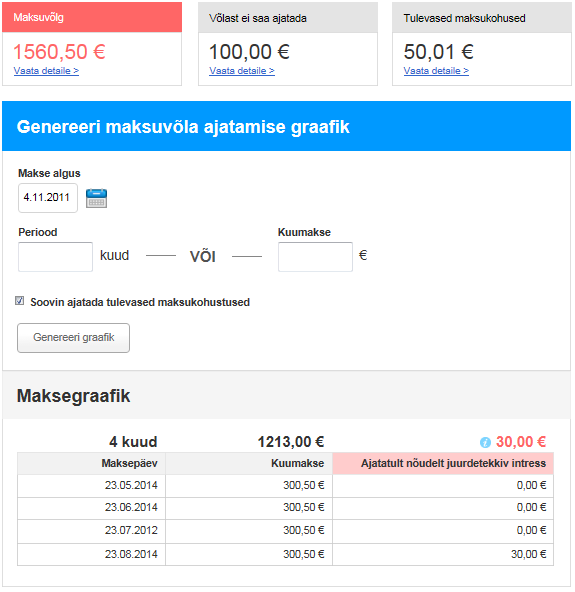 Maksuvõlg
1560,50 €
Vaata detaile >
Võlast ei saa ajatada
100,00 €
Vaata detaile >
Tulevased maksukohused
50,01 €
Vaata detaile >
Genereeri maksuvõla ajatamise graafik
Makse algus
4.11.2011
Periood
kuud
VÕI
Kuumakse
€
Soovin ajatada tulevased maksukohustused
Genereeri graafik
Maksegraafik
4 kuud 1213,00 € i 30,00 €
Maksepäev Kuumakse Ajatatult nõudelt juurdetekkiv intress
23.05.2014 300,50 € 0,00 €
23.06.2014 300,50 € 0,00 €
23.07.2012 300,50 € 0,00 €
23.08.2014 300,50 € 30,00 €